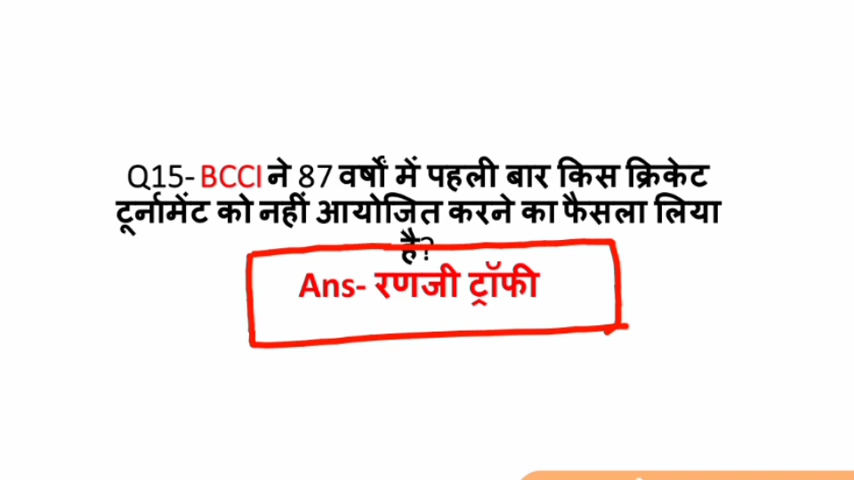 Q15- BCCI ने 87 वर्षों में पहली बार किस क्रिकेट
टूर्नामेंट को नहीं आयोजित करने का फैसला लिया
है?
Ans- रणजी ट्रॉफी